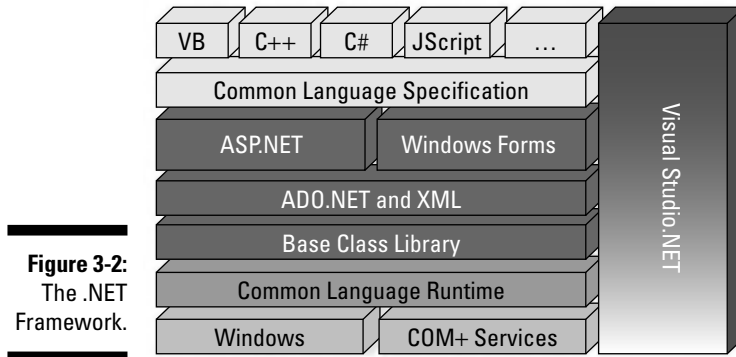 VB
C++
C#
JScript
...
Common Language Specification
ASP.NET
Windows Forms
ADO.NET and XML
Base Class Library
Common Language Runtime
Windows
COM+ Services
Visual Studio.NET
Figure 3-2:
The .NET
Framework.